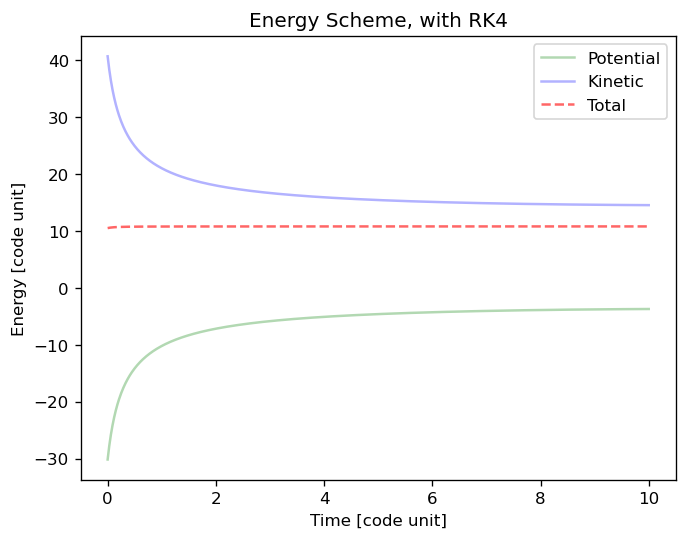 Energy Scheme, with RK4
Potential
Kinetic
Total
40
30
20
10
0
−10
−20
−30
Energy [code unit]
0 2 4 6 8 10
Time [code unit]